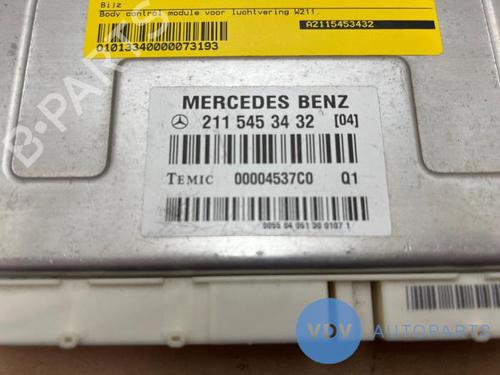 Bijz
Body control module voor luchtvering W211.
A2115453432
01013340000073193
MERCEDES BENZ
211 545 34 32 [04]
TEMIC 00004537C0 Q1
0055 04 051 30 0107 1
VDV AUTOPARTS
B-PARTS